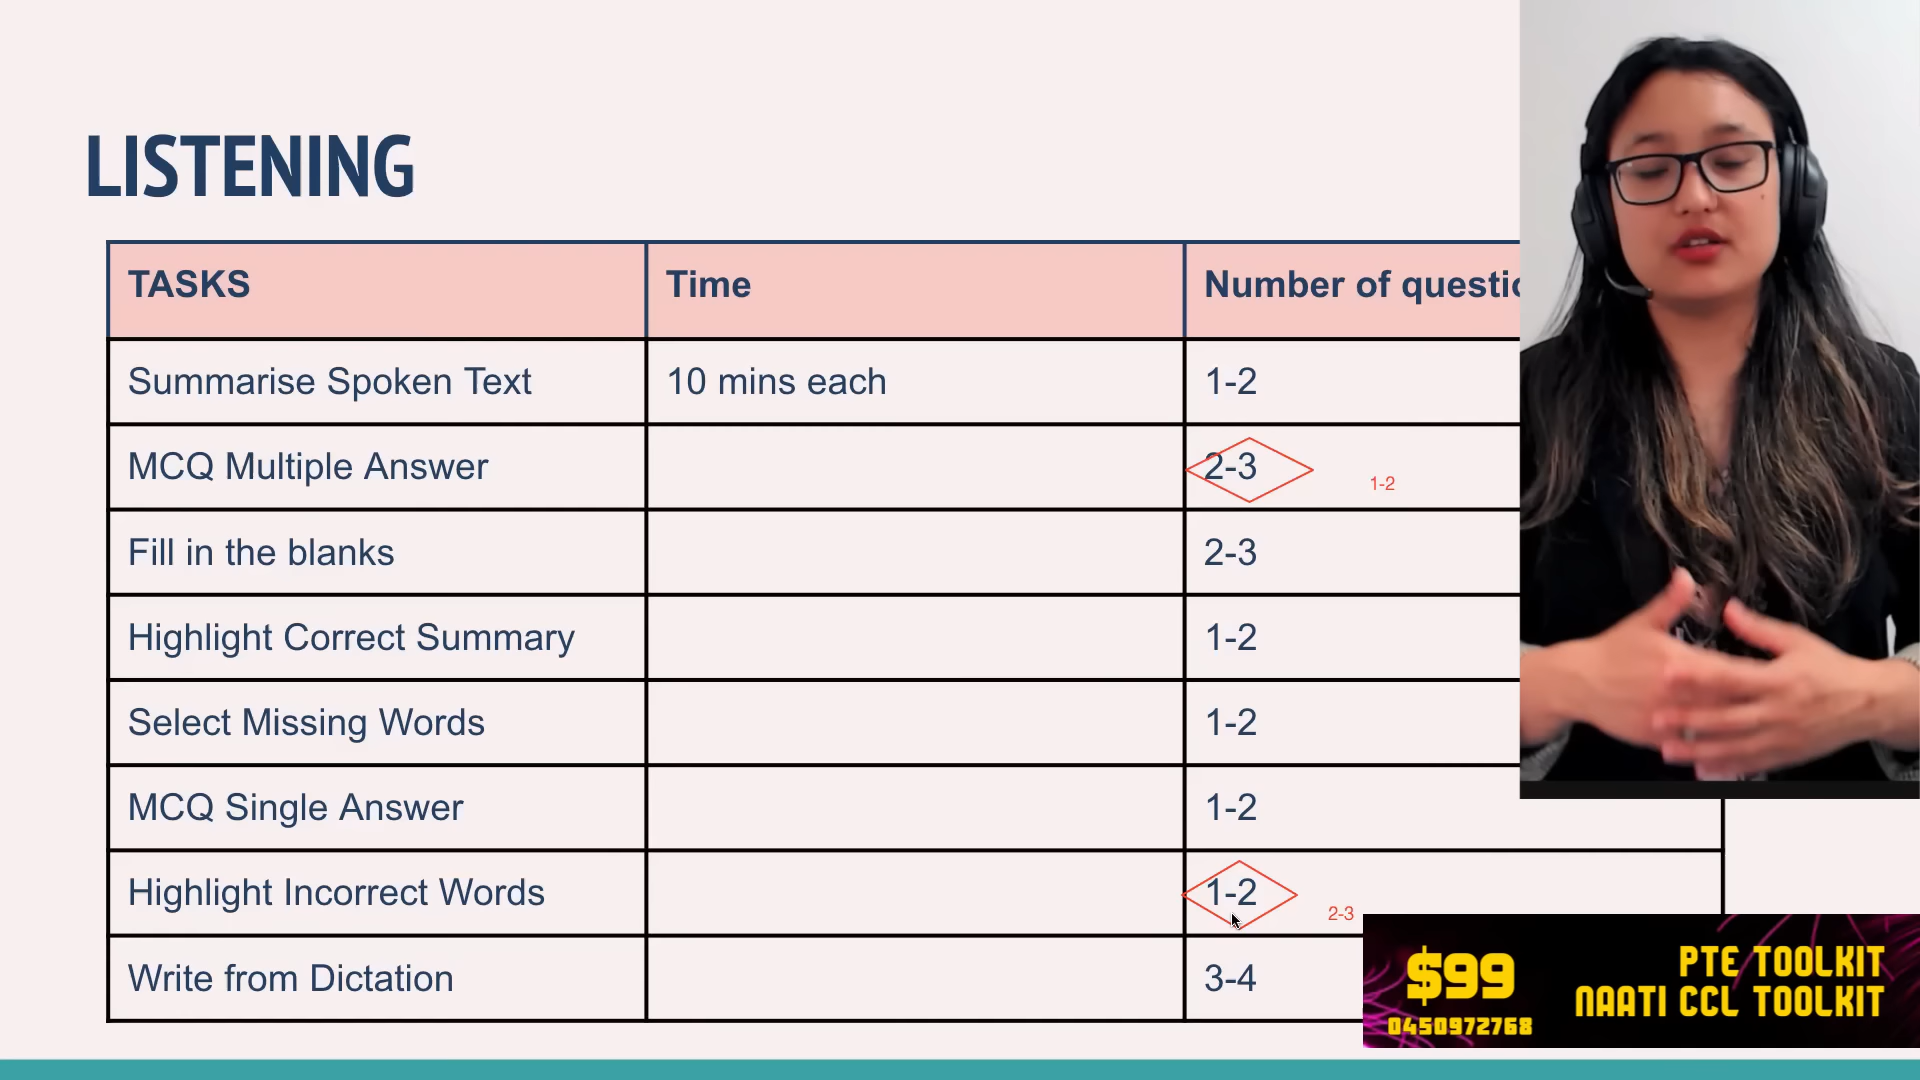 LISTENING
TASKS Time Number of
Summarise Spoken Text 10 mins each 1-2
MCQ Multiple Answer 2-3 1-2
Fill in the blanks 2-3
Highlight Correct Summary 1-2
Select Missing Words 1-2
MCQ Single Answer 1-2
Highlight Incorrect Words 1-2 2-3
Write from Dictation 3-4
$99
0450972768
PTE TOOLKIT
NAATI CCL TOOLKIT